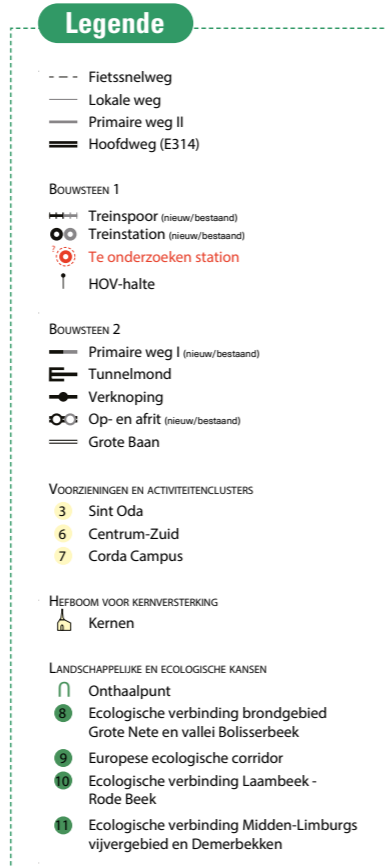 Legende
Fietssnelweg
Lokale weg
Primaire weg II
Hoofdweg (E314)
Bouwsteen 1
Treinspoor (nieuw/bestaand)
Treinstation (nieuw/bestaand)
? Te onderzoeken station
HOV-halte
Bouwsteen 2
Primaire weg I (nieuw/bestaand)
Tunnelmond
Verknoping
Op- en afrit (nieuw/bestaand)
Grote Baan
Voorzieningen en activiteitenclusters
3 Sint Oda
6 Centrum-Zuid
7 Corda Campus
Hefboom voor kernversterking
Kernen
Landschappelijke en ecologische kansen
Onthaalpunt
8 Ecologische verbinding brondgebied
Grote Nete en vallei Bolisserbeek
9 Europese ecologische corridor
10 Ecologische verbinding Laambeek -
Rode Beek
11 Ecologische verbinding Midden-Limburgs
vijvergebied en Demerbekken